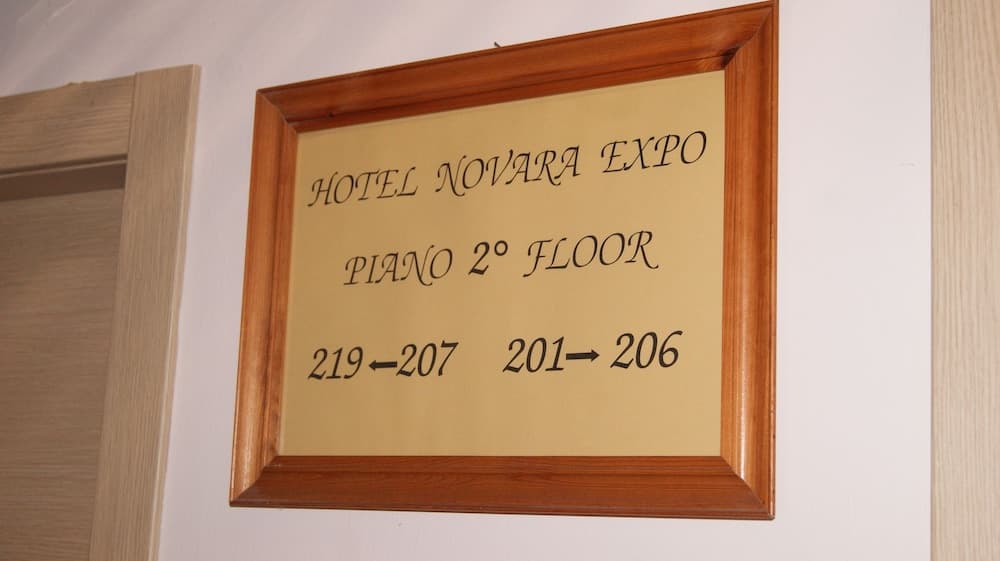 HOTEL NOVARA EXPO
PIANO 2° FLOOR
219 ←207 201→ 206